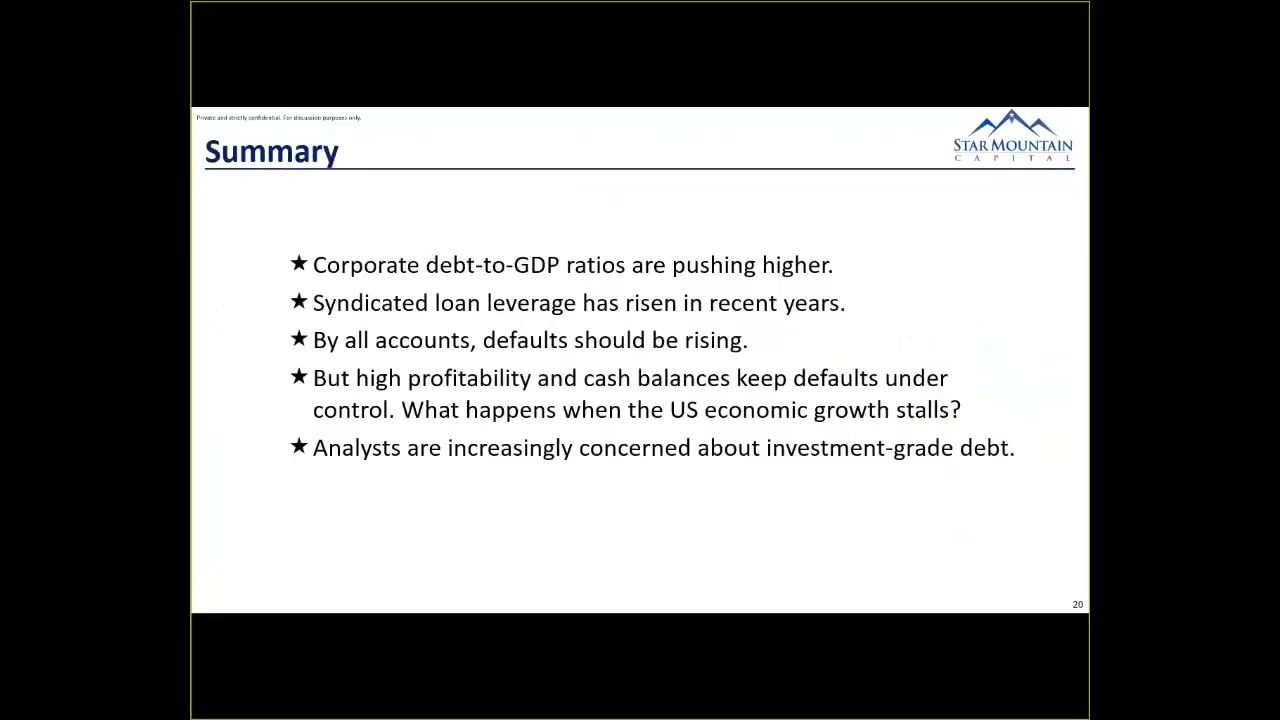 Private and strictly confidential. For discussion purposes only.
Summary
STAR MOUNTAIN
CAPITAL
★ Corporate debt-to-GDP ratios are pushing higher.
★ Syndicated loan leverage has risen in recent years.
★ By all accounts, defaults should be rising.
★ But high profitability and cash balances keep defaults under
control. What happens when the US economic growth stalls?
★ Analysts are increasingly concerned about investment-grade debt.
20